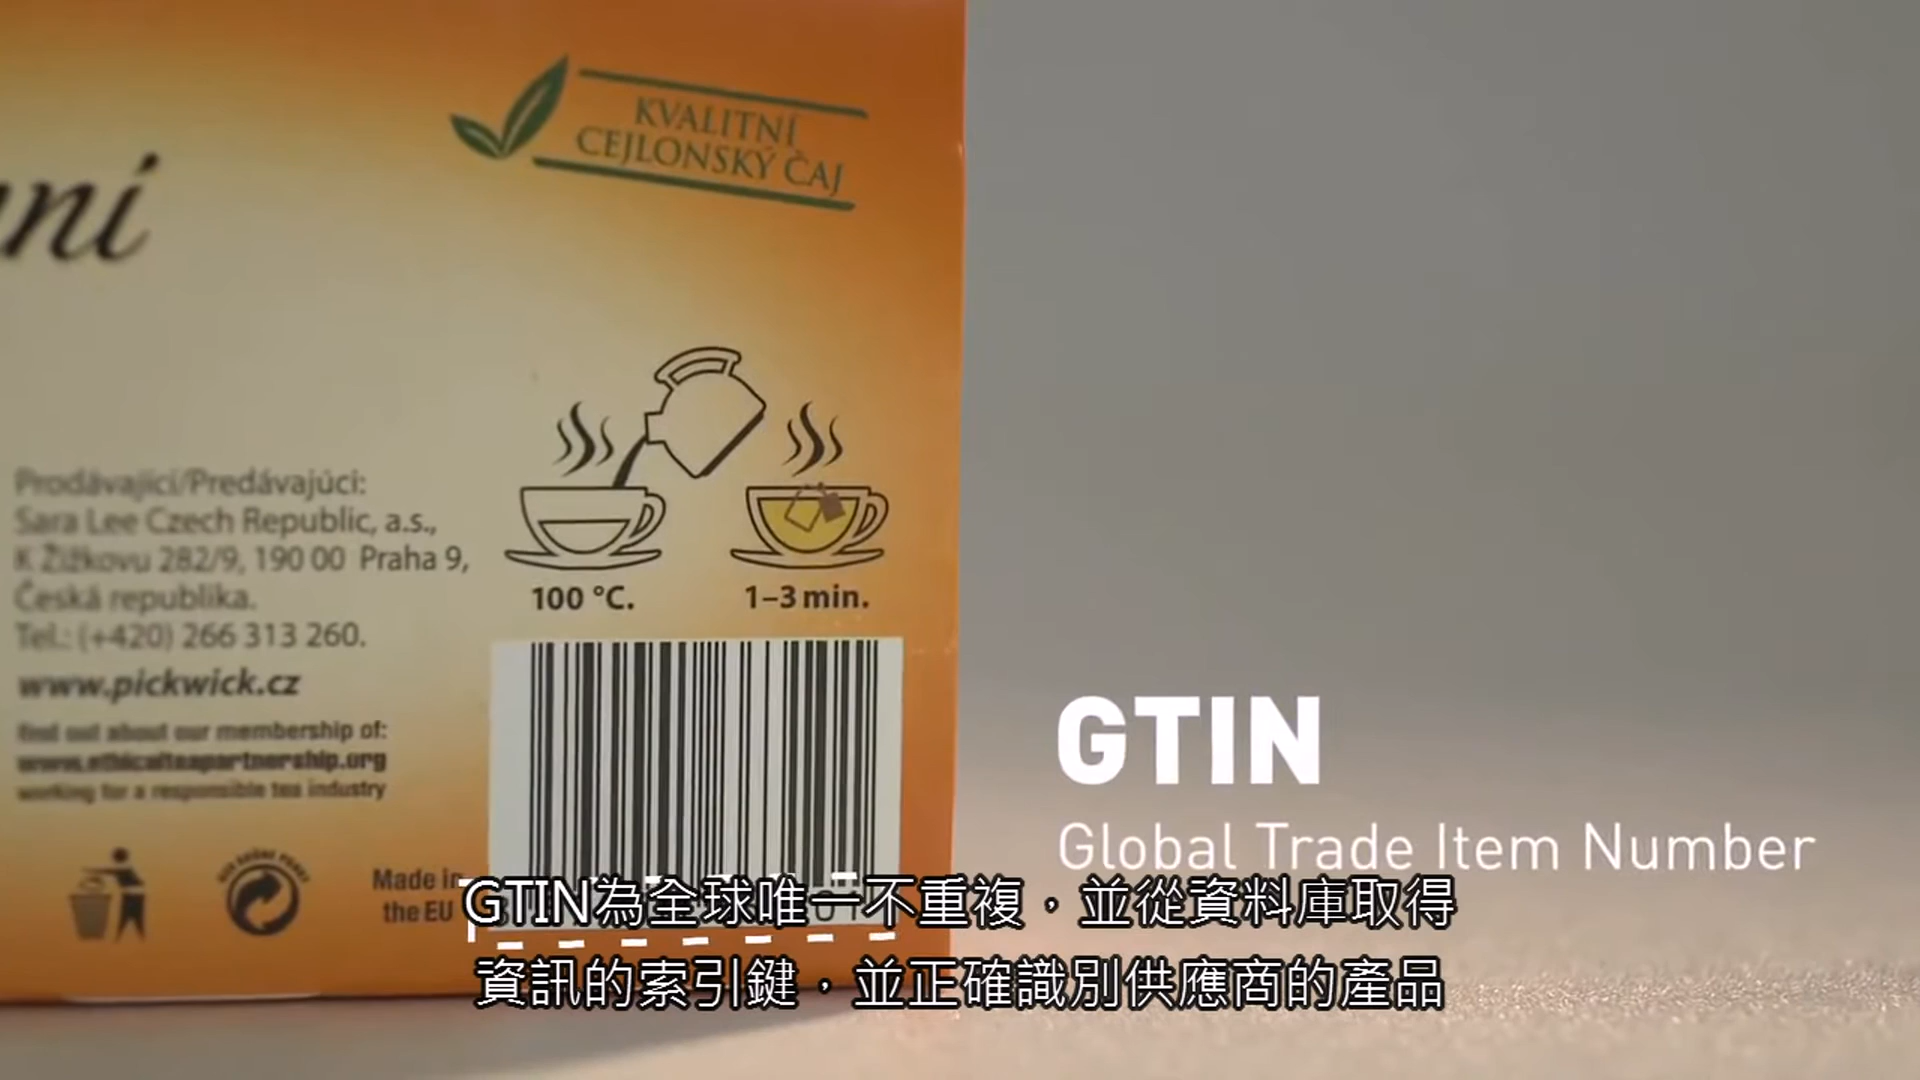 KVALITNÍ
CEJLONSKÝ ČAJ
ní
Prodávající/Predávajúci:
Sara Lee Czech Republic, a.s.,
K Žižkovu 282/9, 190 00 Praha 9,
Česká republika.
Tel.: (+420) 266 313 260.
www.pickwick.cz
find out about our membership of:
www.ethicalteapartnership.org
working for a responsible tea industry
100 °C.
1–3 min.
Made in
the EU
GTIN
Global Trade Item Number
GTIN為全球唯一不重複，並從資料庫取得
資訊的索引鍵，並正確識別供應商的產品